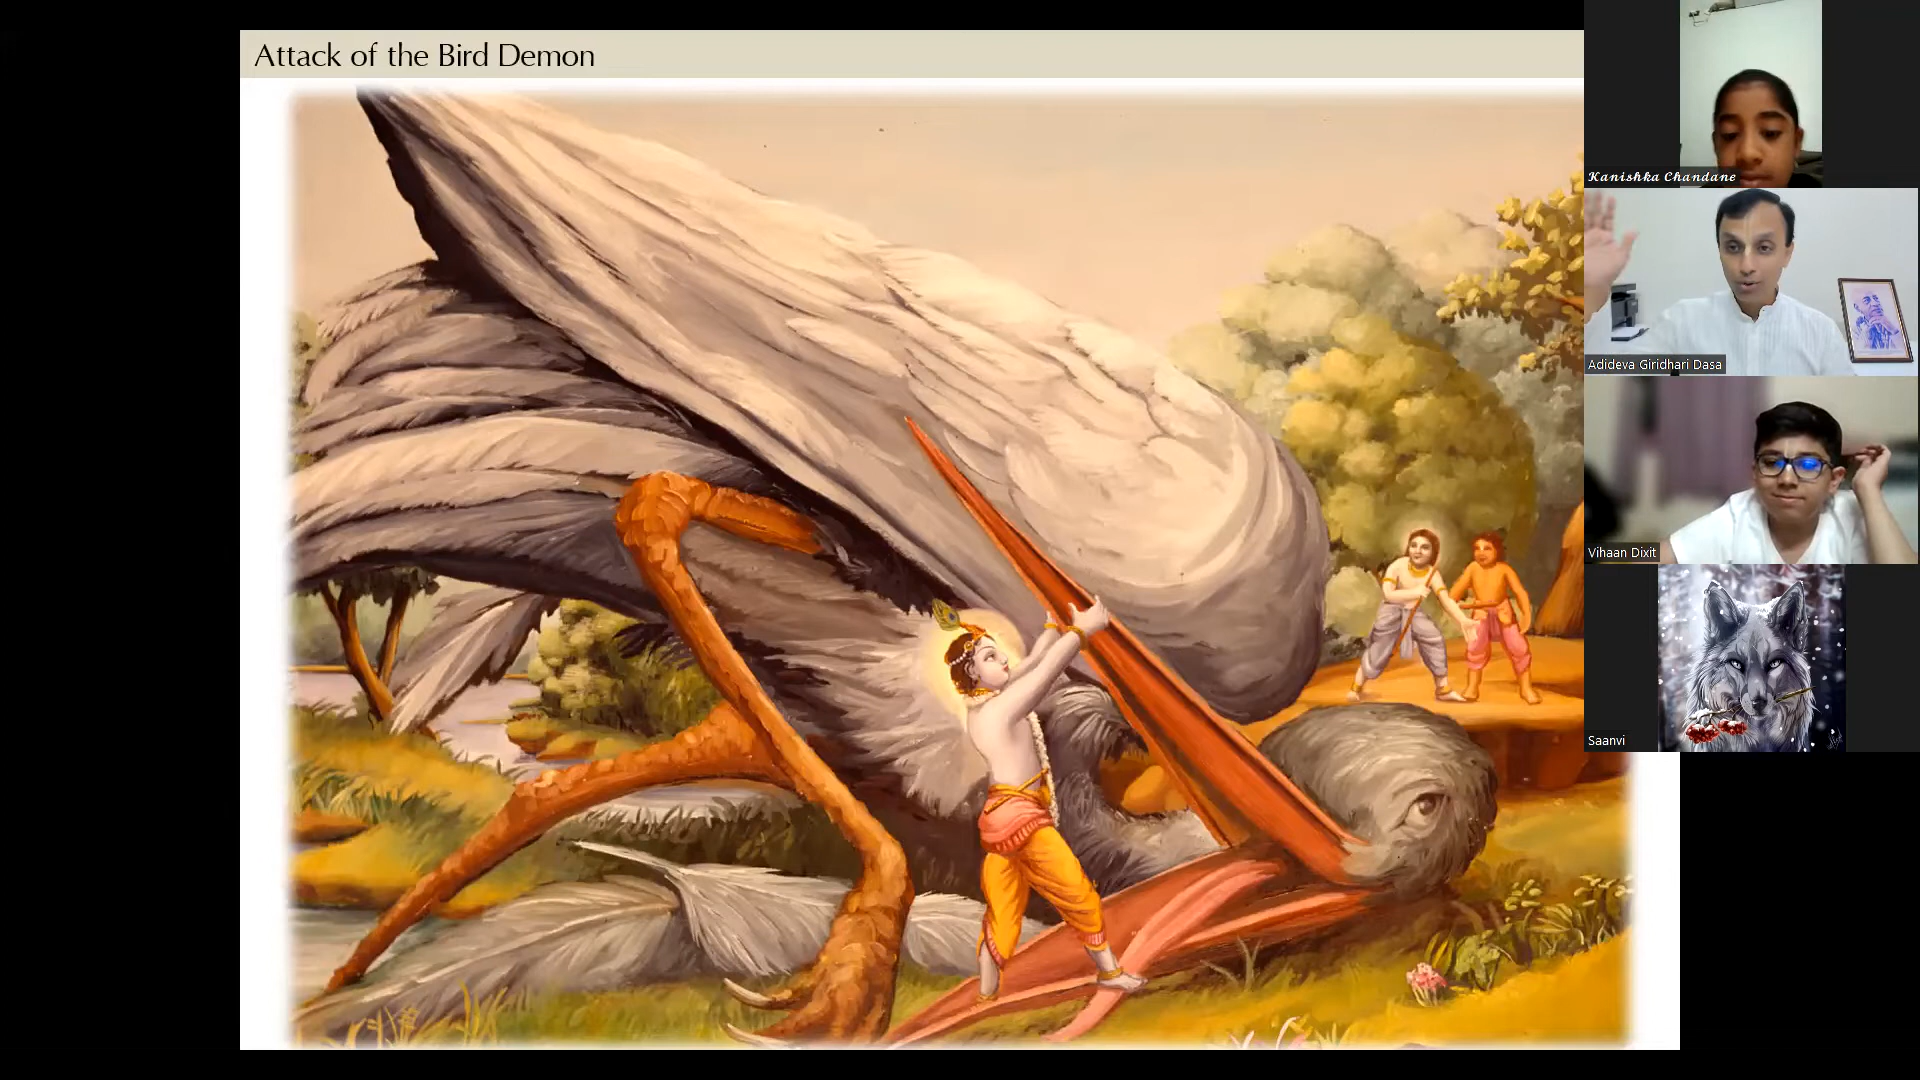 Attack of the Bird Demon
Kanishka Chandane
Adideva Giridhari Dasa
Vihaan Dixit
Saanvi